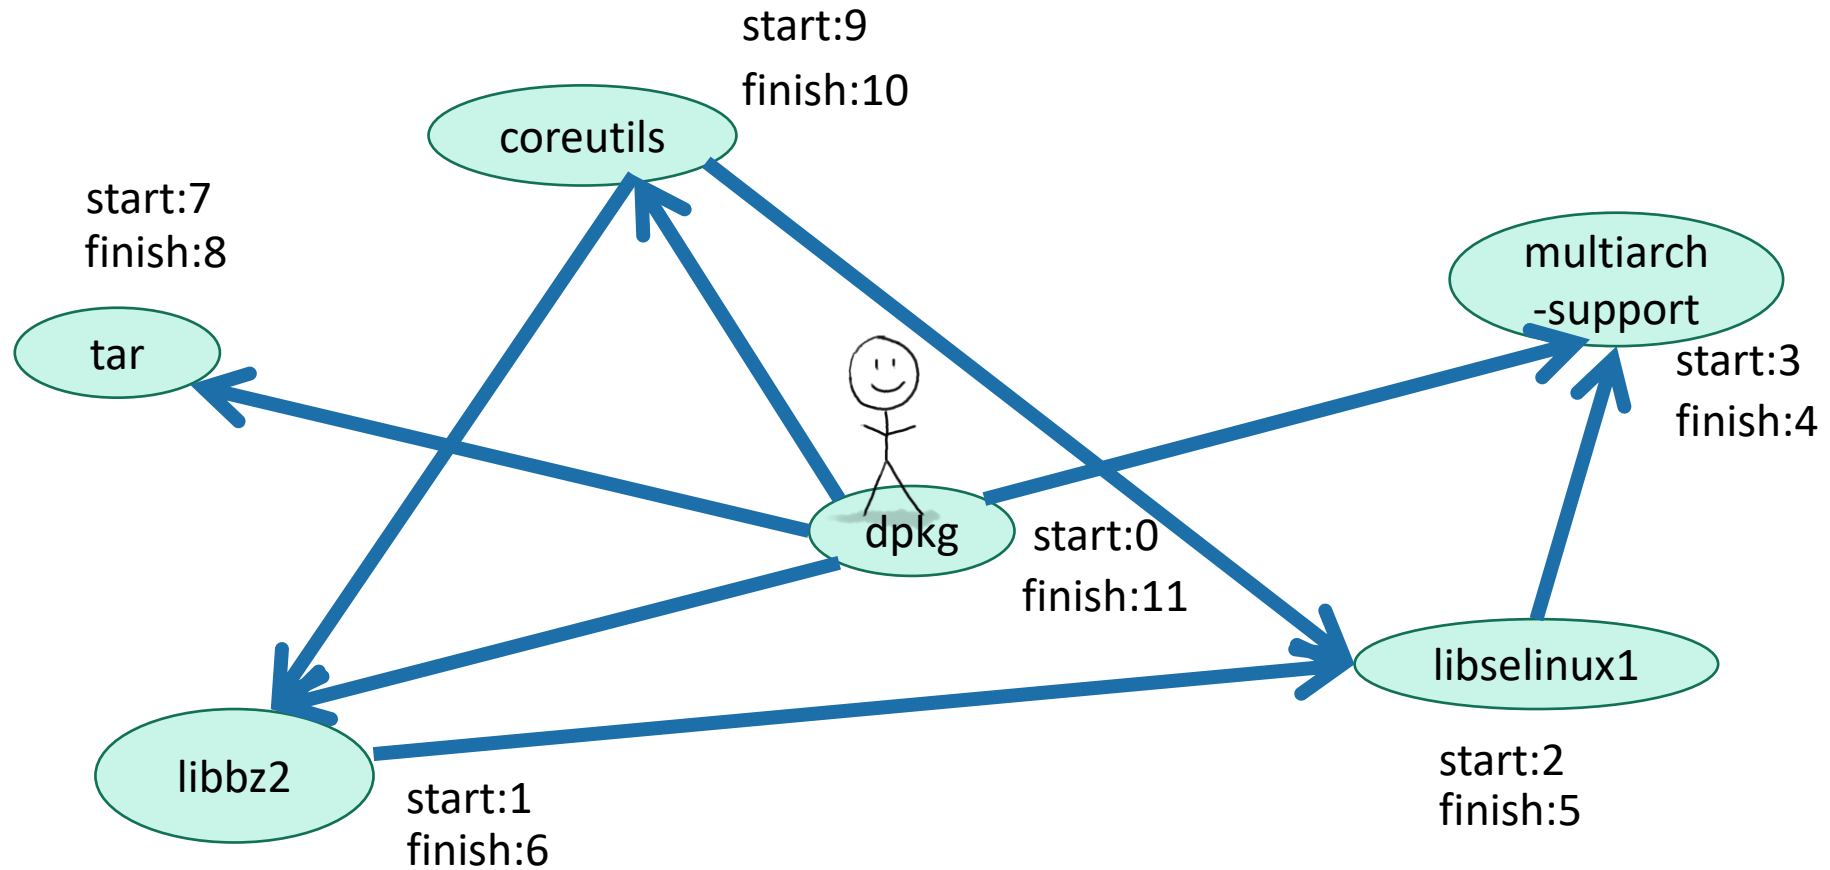 start:9
finish:10
coreutils
start:7
finish:8
tar
multiarch
-support
start:3
finish:4
dpkg
start:0
finish:11
libselinux1
start:2
finish:5
libbz2
start:1
finish:6